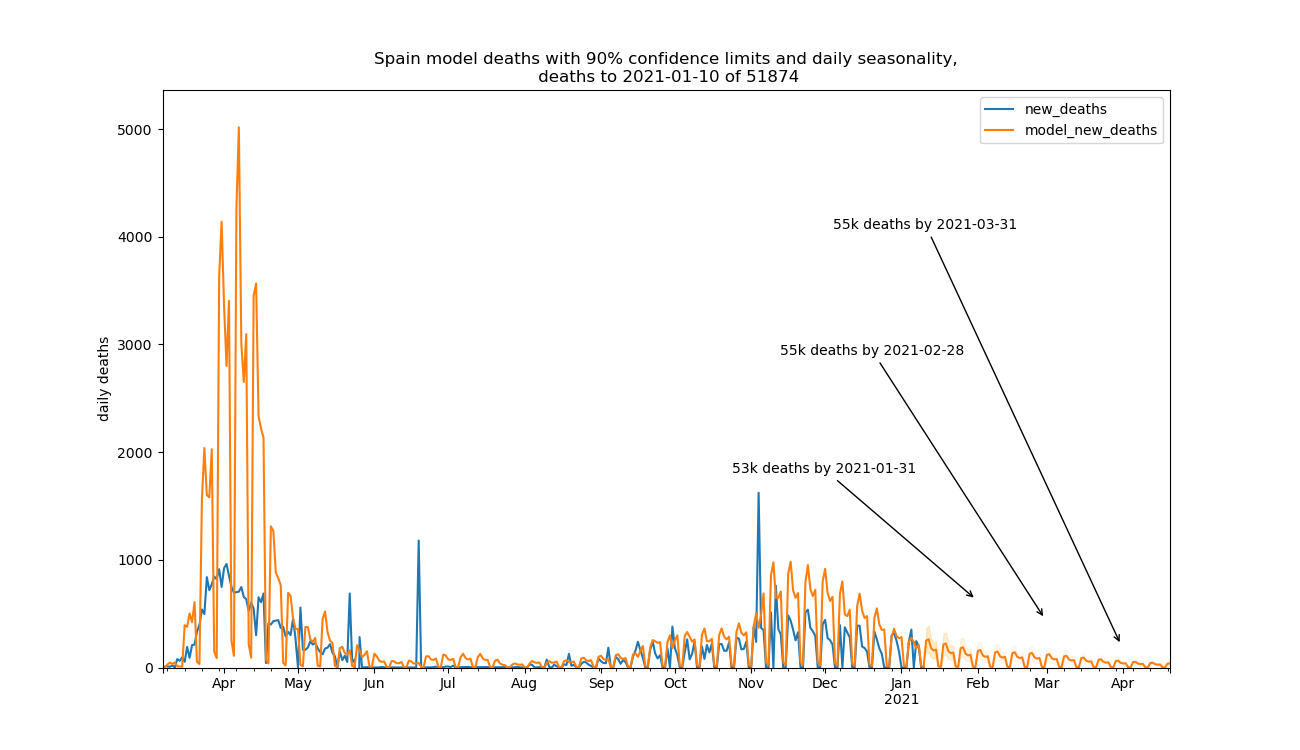 Spain model deaths with 90% confidence limits and daily seasonality,
deaths to 2021-01-10 of 51874
new_deaths
model_new_deaths
daily deaths
5000
4000
3000
2000
1000
0
55k deaths by 2021-03-31
55k deaths by 2021-02-28
53k deaths by 2021-01-31
Apr May Jun Jul Aug Sep Oct Nov Dec Jan Feb Mar Apr
2021